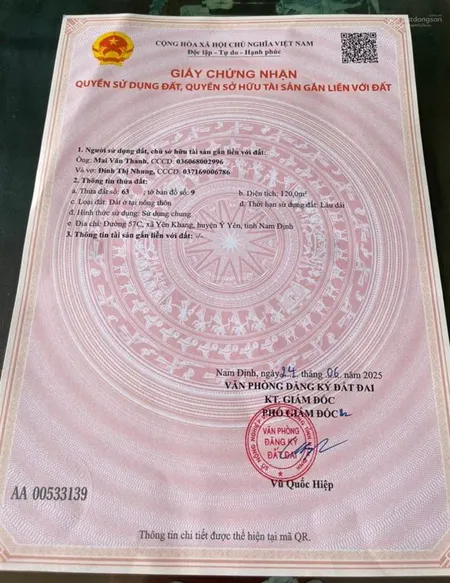 CỘNG HÒA XÃ HỘI CHỦ NGHĨA VIỆT NAM
Độc lập - Tự do - Hạnh phúc
GIẤY CHỨNG NHẬN
QUYỀN SỬ DỤNG ĐẤT, QUYỀN SỞ HỮU TÀI SẢN GẮN LIỀN VỚI ĐẤT
1. Người sử dụng đất, chủ sở hữu tài sản gắn liền với đất:
Ông: Mai Văn Thanh, CCCD: 036068002996
Và vợ: Đinh Thị Nhung, CCCD: 037169006786
2. Thông tin thửa đất:
a. Thửa đất số: 63 ; tờ bản đồ số: 9 b. Diện tích: 120,0m²
c. Loại đất: Đất ở tại nông thôn d. Thời hạn sử dụng đất: Lâu dài
đ. Hình thức sử dụng: Sử dụng chung
e. Địa chỉ: Đường 57C, xã Yên Khang, huyện Ý Yên, tỉnh Nam Định
3. Thông tin tài sản gắn liền với đất: -/-
Nam Định, ngày 24 tháng 06 năm 2025
VĂN PHÒNG ĐĂNG KÝ ĐẤT ĐAI
KT. GIÁM ĐỐC
PHÓ GIÁM ĐỐC
VĂN PHÒNG
ĐĂNG KÝ
ĐẤT ĐAI
Vũ Quốc Hiệp
AA 00533139
Thông tin chi tiết được thể hiện tại mã QR.